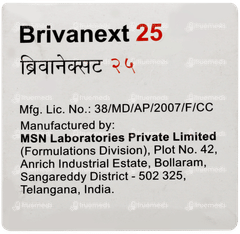 Brivanext 25
ब्रिवानेक्सट २५
Mfg. Lic. No.: 38/MD/AP/2007/F/CC
Manufactured by:
MSN Laboratories Private Limited
(Formulations Division), Plot No. 42,
Anrich Industrial Estate, Bollaram,
Sangareddy District - 502 325,
Telangana, India.